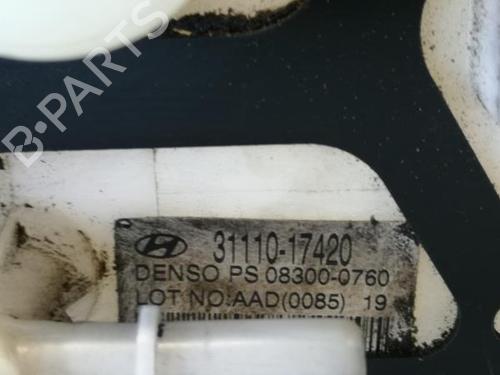 B-PARTS
31110-17420
DENSO PS 08300-0760
LOT NO:AAD(0085) 19